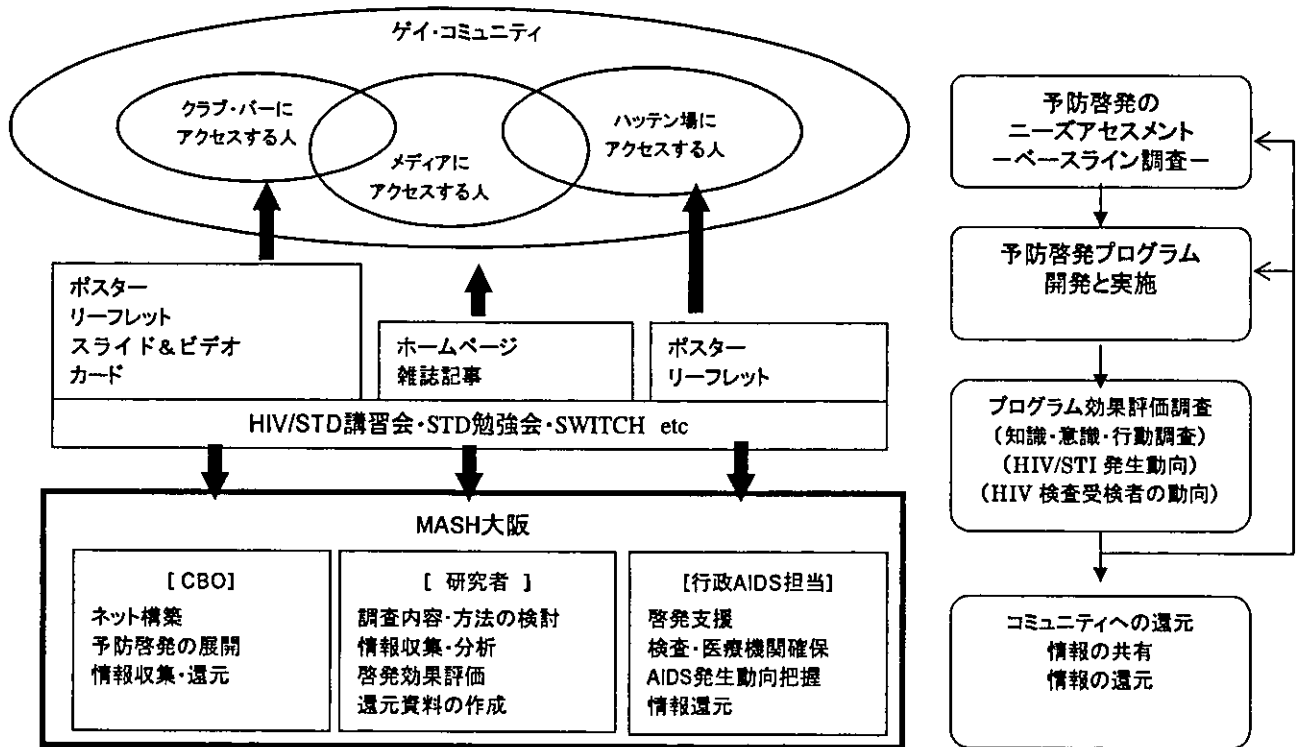 ゲイ・コミュニティ
クラブ・バーに
アクセスする人
メディアに
アクセスする人
ハッテン場に
アクセスする人
ポスター
リーフレット
スライド&ビデオ
カード
ホームページ
雑誌記事
ポスター
リーフレット
HIV/STD講習会・STD勉強会・SWITCH etc
MASH大阪
[CBO]
ネット構築
予防啓発の展開
情報収集・還元
[ 研究者 ]
調査内容・方法の検討
情報収集・分析
啓発効果評価
還元資料の作成
[行政AIDS担当]
啓発支援
検査・医療機関確保
AIDS発生動向把握
情報還元
予防啓発の
ニーズアセスメント
－ベースライン調査－
予防啓発プログラム
開発と実施
プログラム効果評価調査
(知識・意識・行動調査)
(HIV/STI 発生動向)
(HIV 検査受検者の動向)
コミュニティへの還元
情報の共有
情報の還元